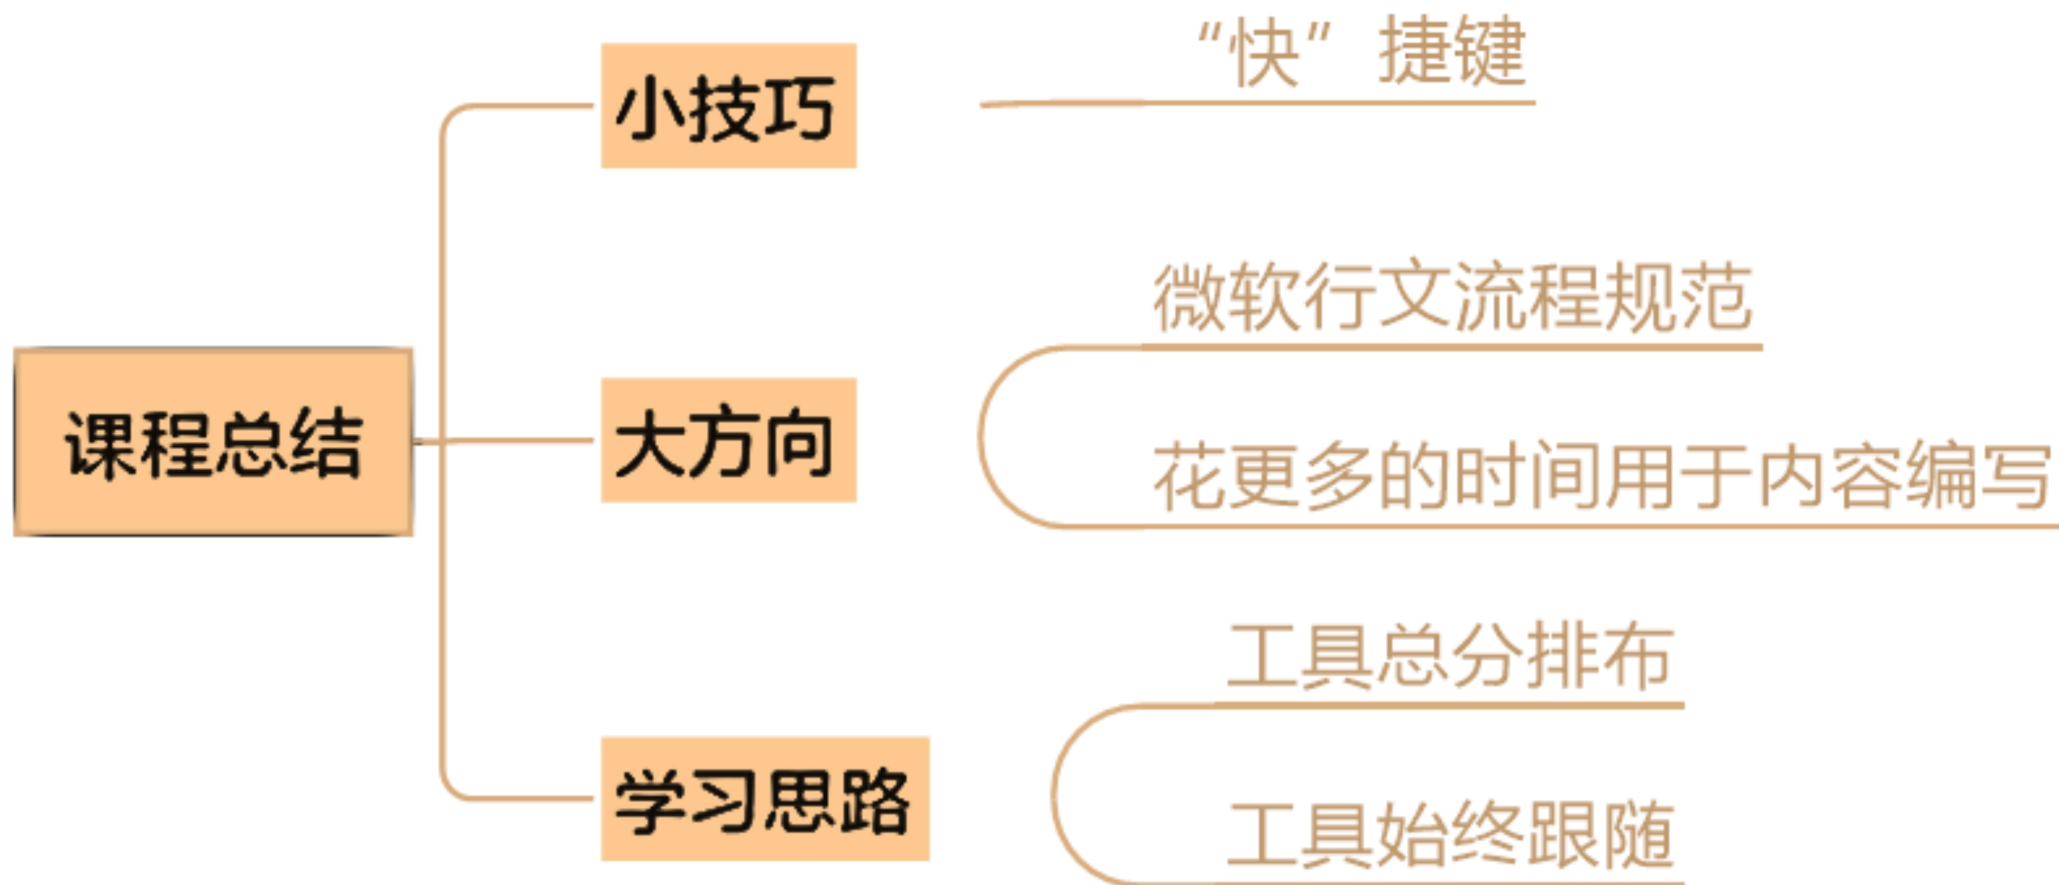 课程总结
小技巧
“快”捷键
大方向
微软行文流程规范
花更多的时间用于内容编写
学习思路
工具总分排布
工具始终跟随